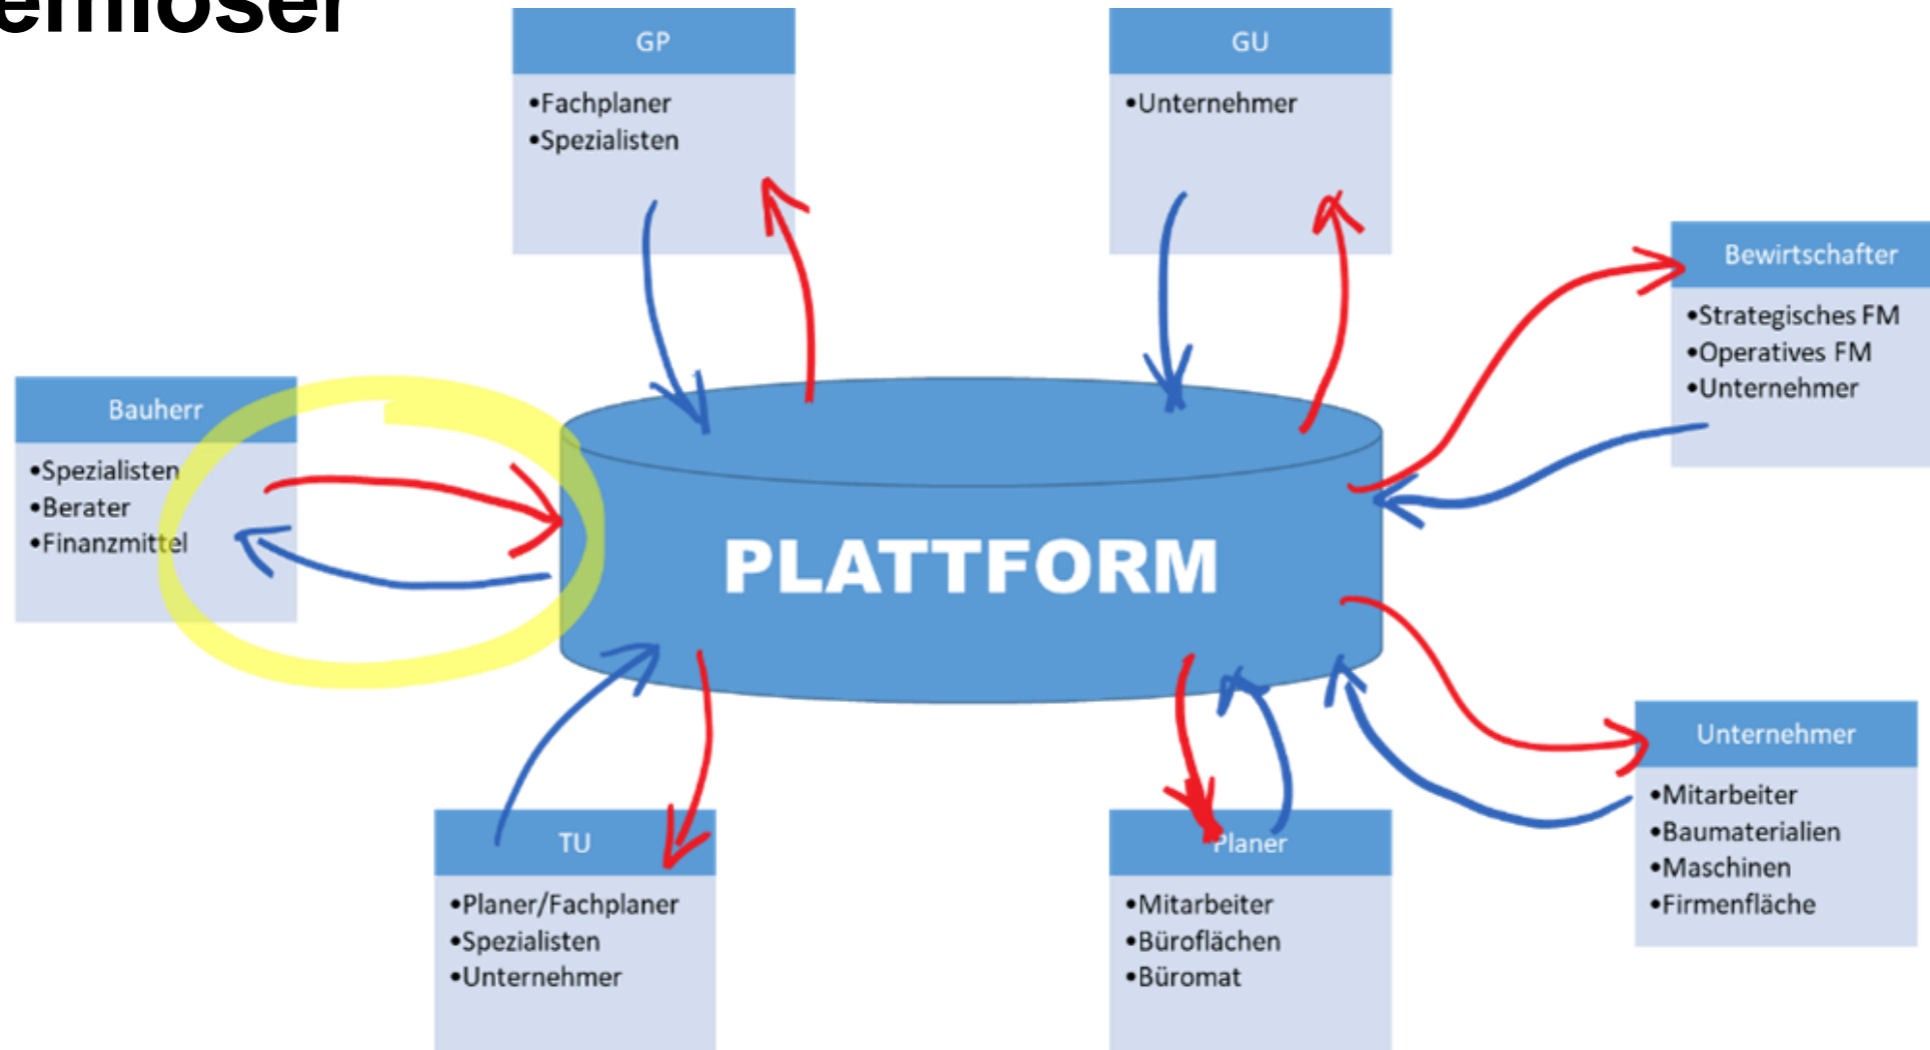 GP
•Fachplaner
•Spezialisten
GU
•Unternehmer
Bewirtschafter
•Strategisches FM
•Operatives FM
•Unternehmer
Bauherr
•Spezialisten
•Berater
•Finanzmittel
PLATTFORM
TU
•Planer/Fachplaner
•Spezialisten
•Unternehmer
Planer
•Mitarbeiter
•Büroflächen
•Büromat
Unternehmer
•Mitarbeiter
•Baumaterialien
•Maschinen
•Firmenfläche